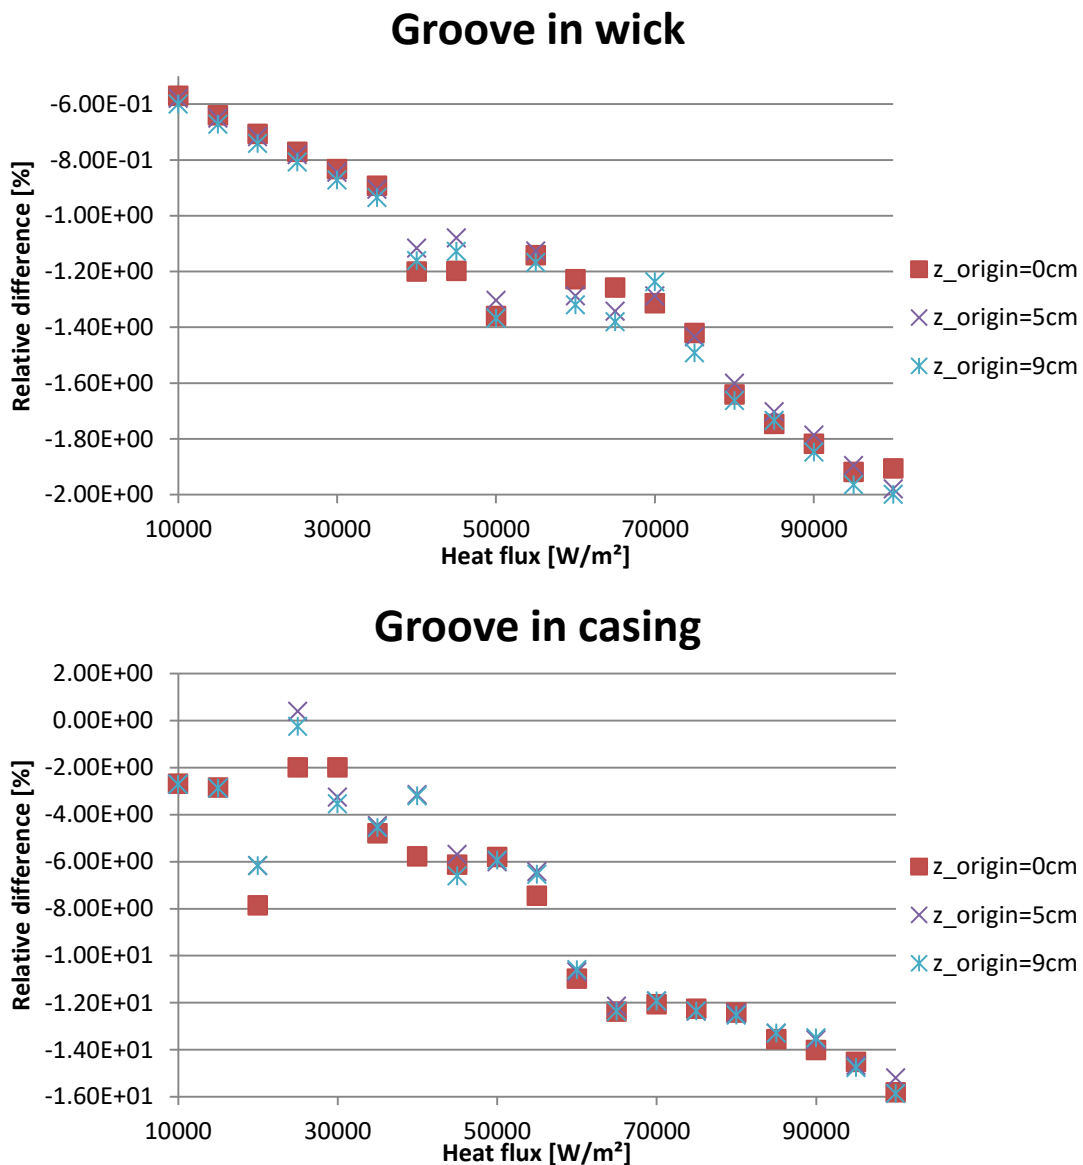 Groove in wick
-6.00E-01
-8.00E-01
-1.00E+00
-1.20E+00
-1.40E+00
-1.60E+00
-1.80E+00
-2.00E+00
Relative difference [%]
10000 30000 50000 70000 90000
Heat flux [W/m²]
z_origin=0cm
z_origin=5cm
z_origin=9cm
Groove in casing
2.00E+00
0.00E+00
-2.00E+00
-4.00E+00
-6.00E+00
-8.00E+00
-1.00E+01
-1.20E+01
-1.40E+01
-1.60E+01
Relative difference [%]
10000 30000 50000 70000 90000
Heat flux [W/m²]
z_origin=0cm
z_origin=5cm
z_origin=9cm